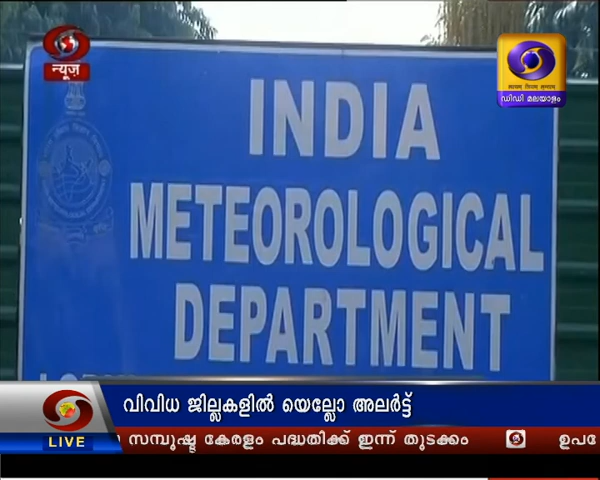 ന്യൂസ്
ഡിഡി മലയാളം
INDIA
METEOROLOGICAL
DEPARTMENT
വിവിധ ജില്ലകളിൽ യെല്ലോ അലർട്ട്
LIVE
സമ്പുഷ്ട കേരളം പദ്ധതിക്ക് ഇന്ന് തുടക്കം